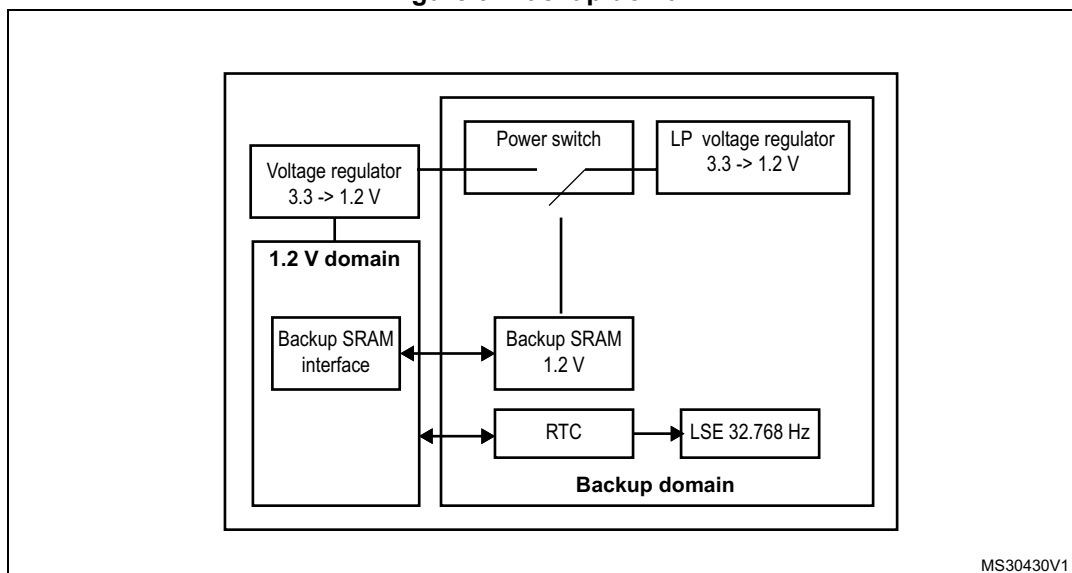 Power switch
LP voltage regulator
3.3 -> 1.2 V
Voltage regulator
3.3 -> 1.2 V
1.2 V domain
Backup SRAM
interface
Backup SRAM
1.2 V
RTC
LSE 32.768 Hz
Backup domain
MS30430V1